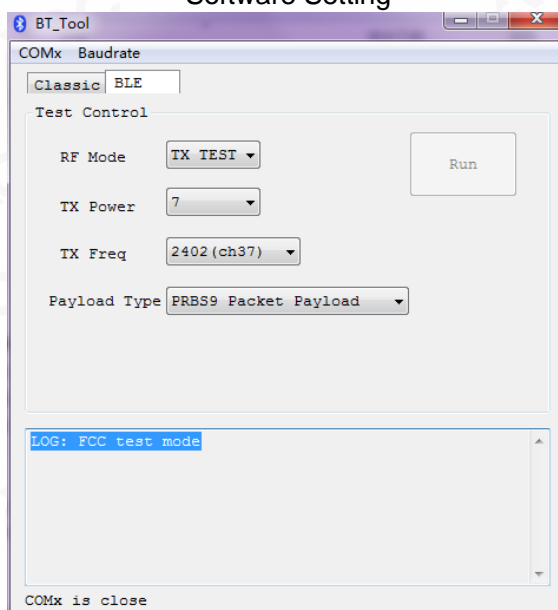 Software Setting
BT_Tool
COMx Baudrate
Classic BLE
Test Control
RF Mode TX TEST
Run
TX Power 7
TX Freq 2402(ch37)
Payload Type PRBS9 Packet Payload
LOG: FCC test mode
COMx is close